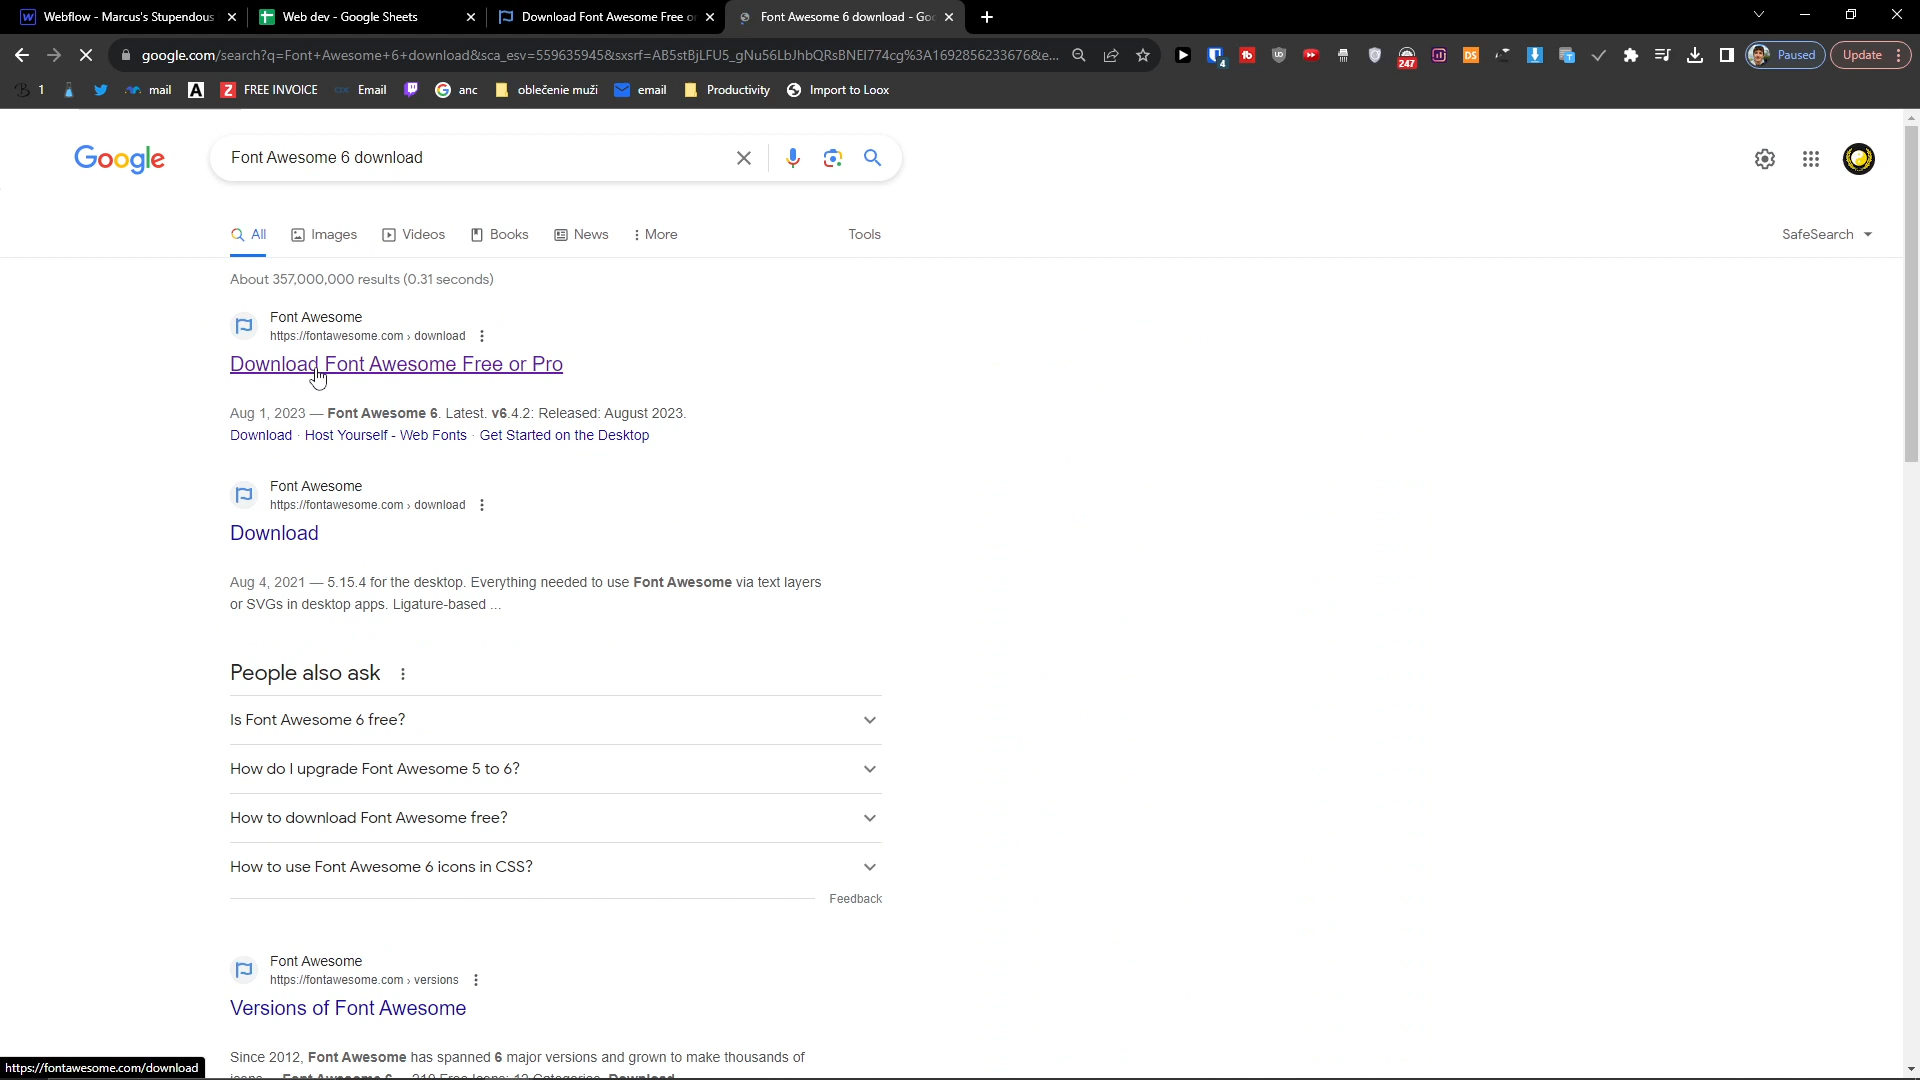 Webflow - Marcus's Stupendous
Web dev - Google Sheets
Download Font Awesome Free or
Font Awesome 6 download - Goo
google.com/search?q=Font+Awesome+6+download&sca_esv=559635945&sxsrf=AB5stBjLFU5_gNu56LbJhbQRsBNEI774cg%3A1692856233676&e...
4
247
DS
Paused
Update
1
mail
A
Z
FREE INVOICE
Email
anc
oblečenie muži
email
Productivity
Import to Loox
Google
Font Awesome 6 download
All
Images
Videos
Books
News
More
Tools
SafeSearch
About 357,000,000 results (0.31 seconds)
Font Awesome
https://fontawesome.com › download
Download Font Awesome Free or Pro
Aug 1, 2023 — Font Awesome 6. Latest. v6.4.2: Released: August 2023.
Download · Host Yourself - Web Fonts · Get Started on the Desktop
Font Awesome
https://fontawesome.com › download
Download
Aug 4, 2021 — 5.15.4 for the desktop. Everything needed to use Font Awesome via text layers
or SVGs in desktop apps. Ligature-based ...
People also ask
Is Font Awesome 6 free?
How do I upgrade Font Awesome 5 to 6?
How to download Font Awesome free?
How to use Font Awesome 6 icons in CSS?
Feedback
Font Awesome
https://fontawesome.com › versions
Versions of Font Awesome
Since 2012, Font Awesome has spanned 6 major versions and grown to make thousands of
https://fontawesome.com/download